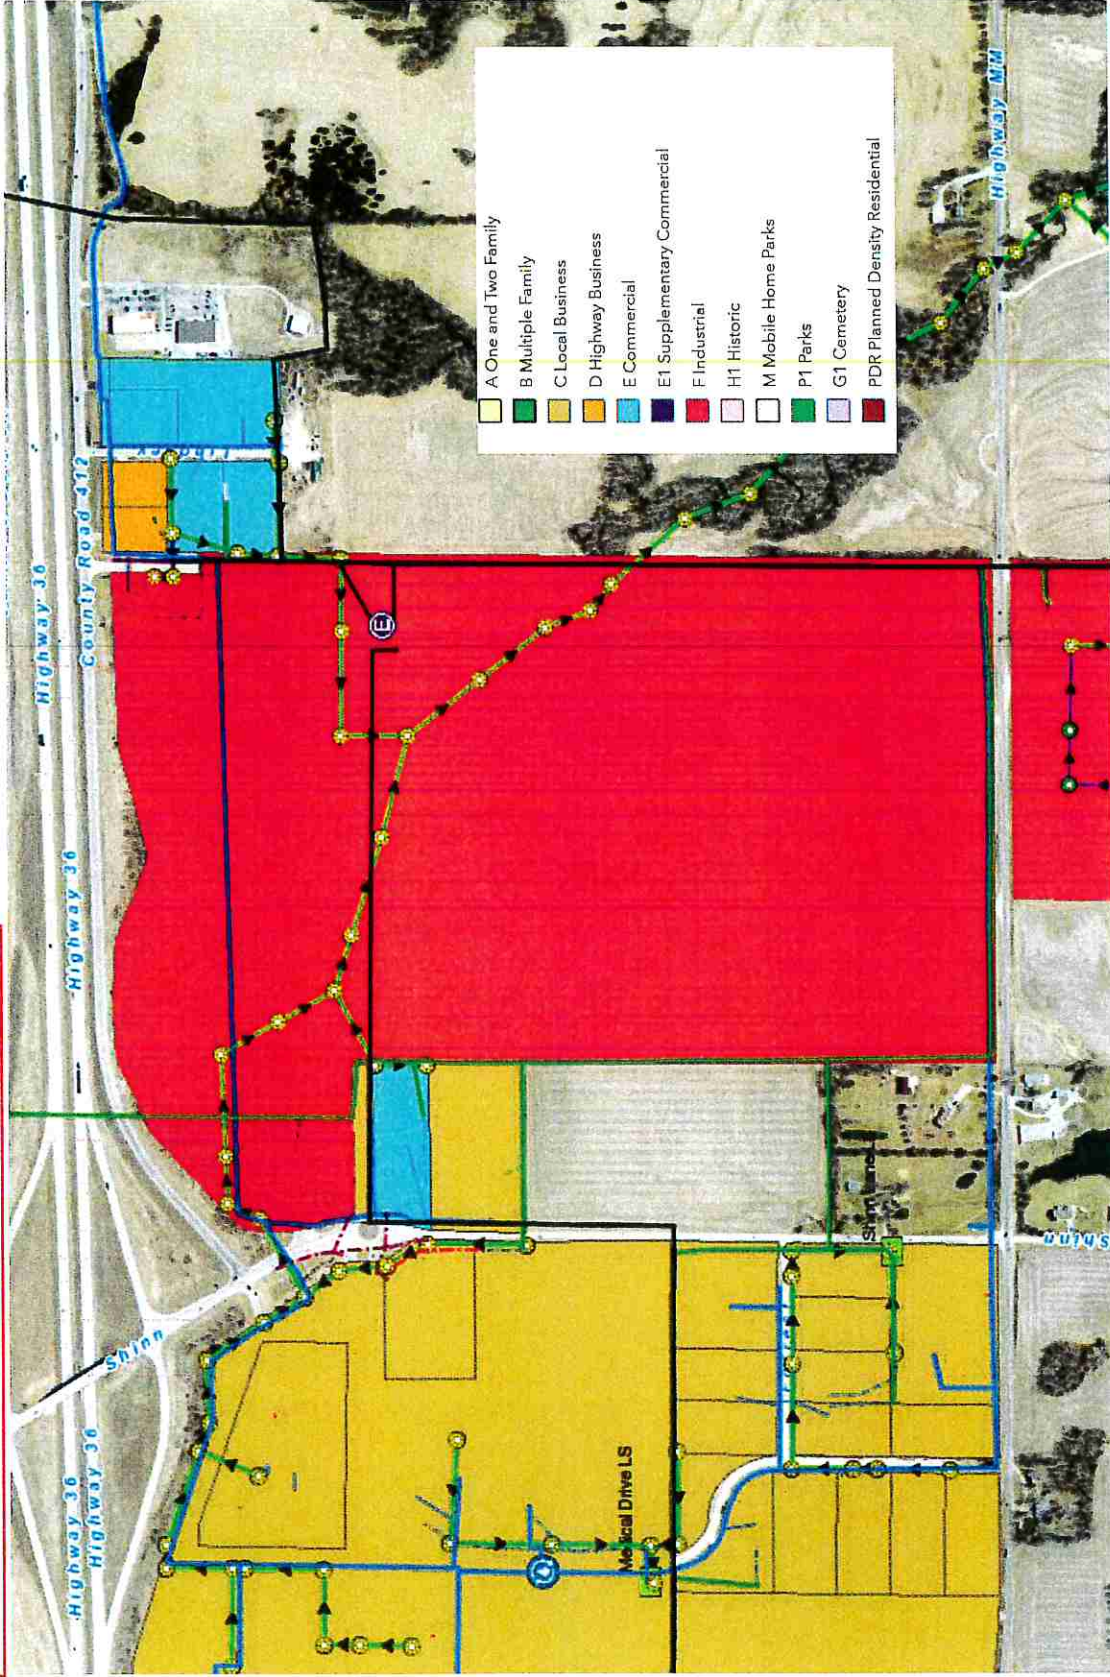 Highway 36
Highway 36
Shinn
Highway 36
Highway 36
County Road 412
E
Medical Drive LS
Shinn
Highway MM
A One and Two Family
B Multiple Family
C Local Business
D Highway Business
E Commercial
E1 Supplementary Commercial
F Industrial
H1 Historic
M Mobile Home Parks
P1 Parks
G1 Cemetery
PDR Planned Density Residential